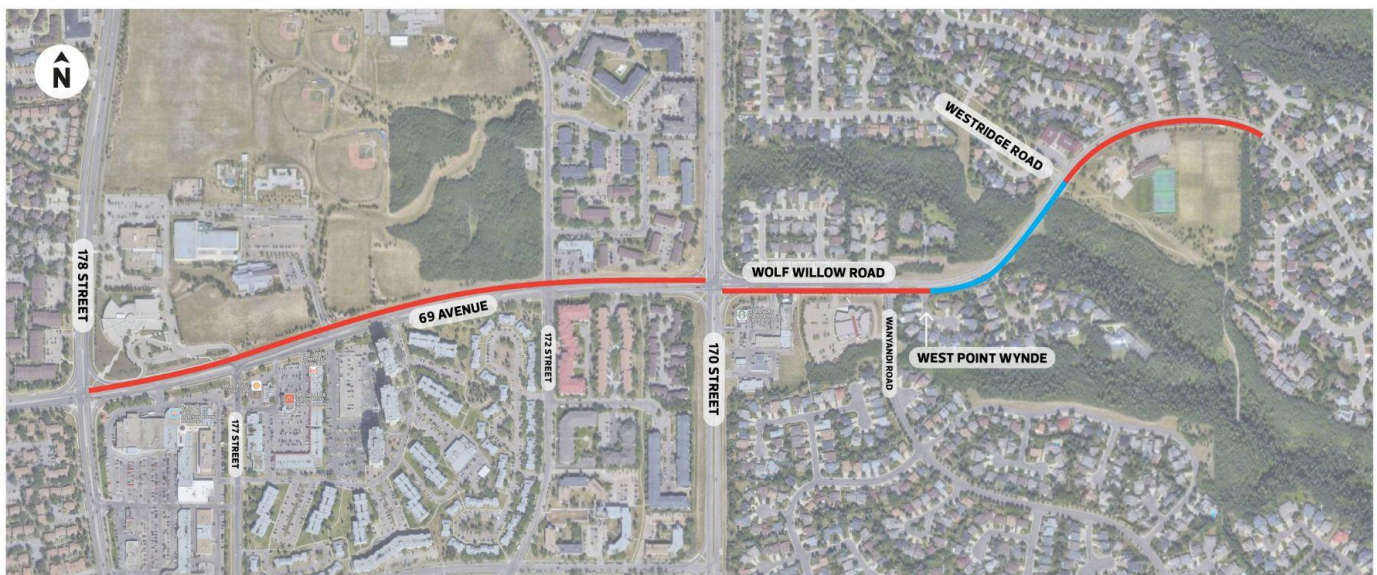 N
WESTRIDGE ROAD
178 STREET
WOLF WILLOW ROAD
69 AVENUE
172 STREET
170 STREET
WANYANDI ROAD
WEST POINT WYNDE
177 STREET